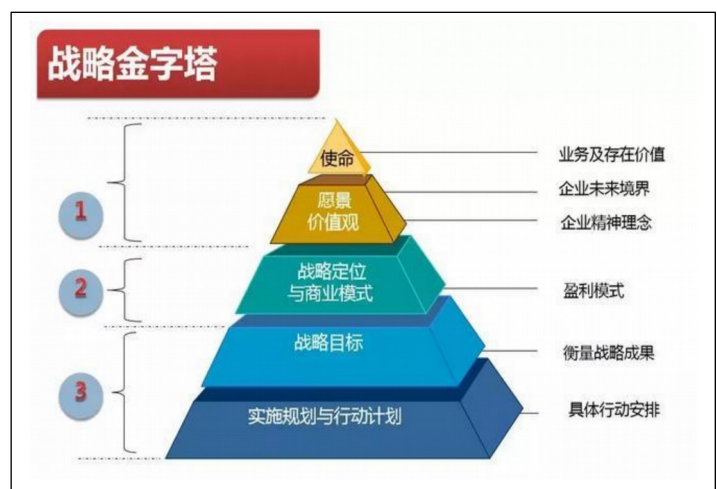 战略金字塔
使命
业务及存在价值
愿景
企业未来境界
价值观
企业精神理念
1
战略定位
与商业模式
盈利模式
2
战略目标
衡量战略成果
3
实施规划与行动计划
具体行动安排